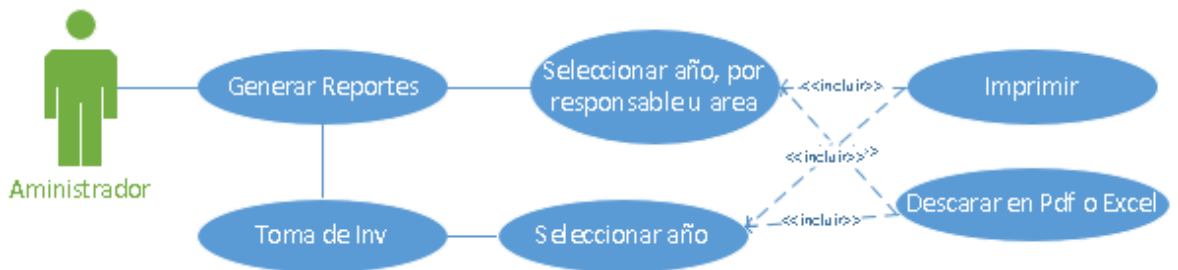 Generar Reportes
Seleccionar año, por
responsable u area
<<incluir>>
Imprimir
Aministrador
<<incluir>>
Toma de Inv
Seleccionar año
<<incluir>>
Descarar en Pdf o Excel